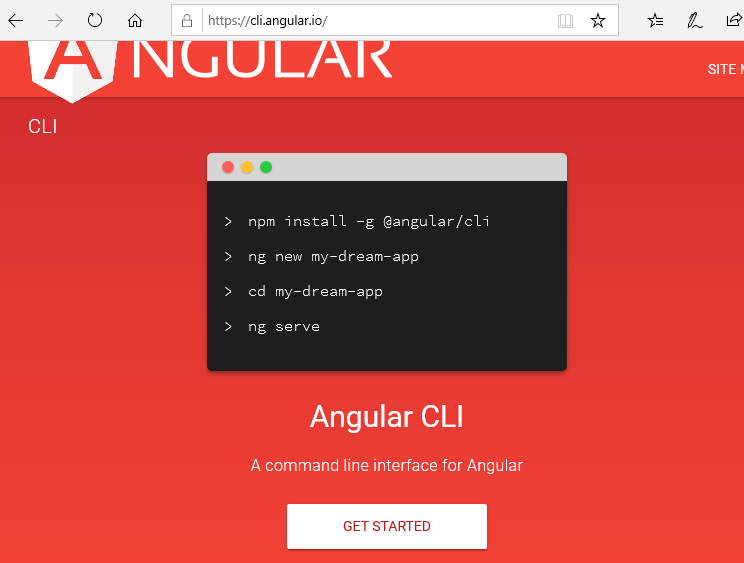 https://cli.angular.io/
ANGULAR
SITE
CLI
> npm install -g @angular/cli
> ng new my-dream-app
> cd my-dream-app
> ng serve
Angular CLI
A command line interface for Angular
GET STARTED